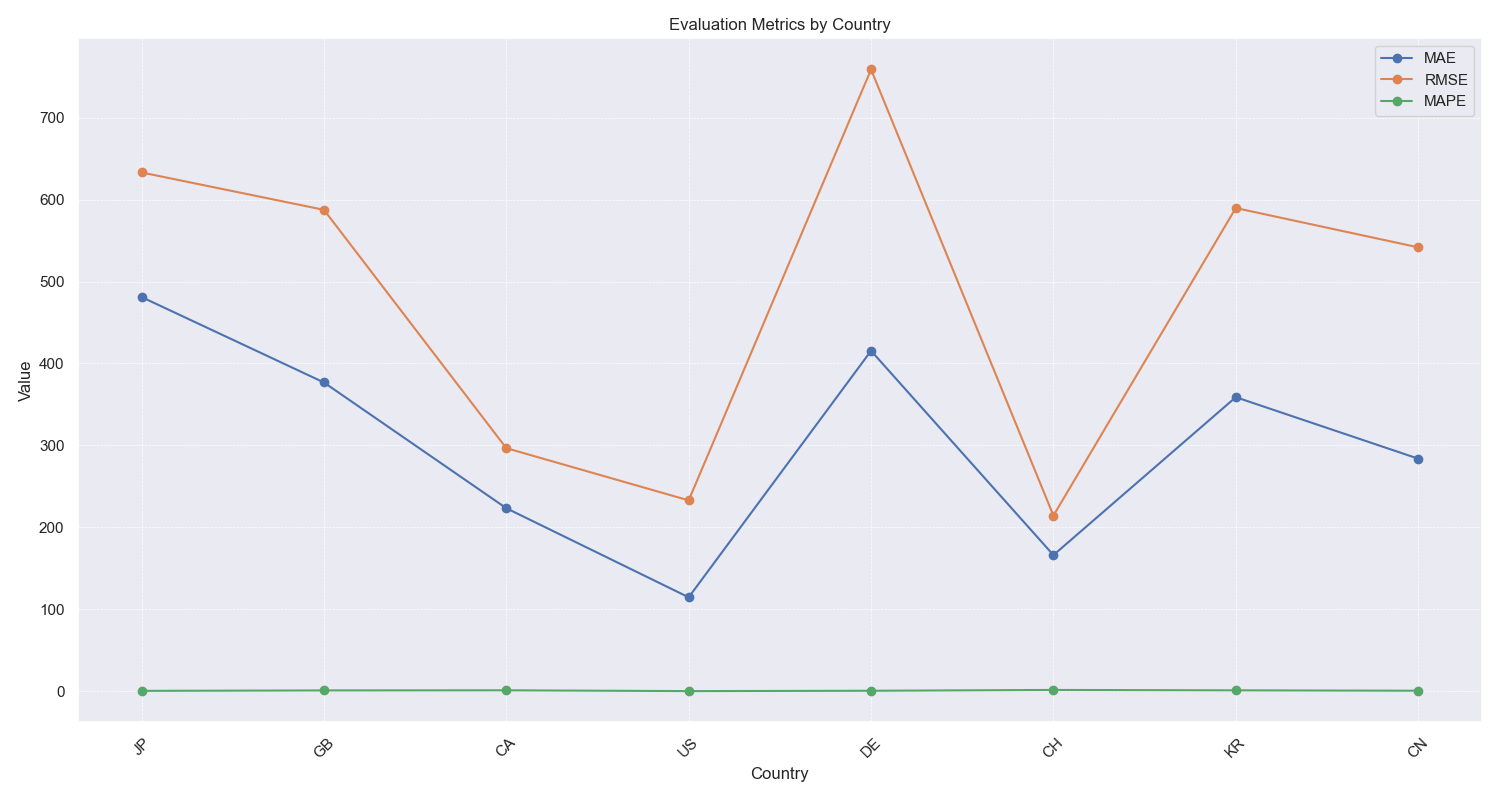 Evaluation Metrics by Country
MAE
RMSE
MAPE
Value
700
600
500
400
300
200
100
0
JP
GB
CA
US
DE
CH
KR
CN
Country